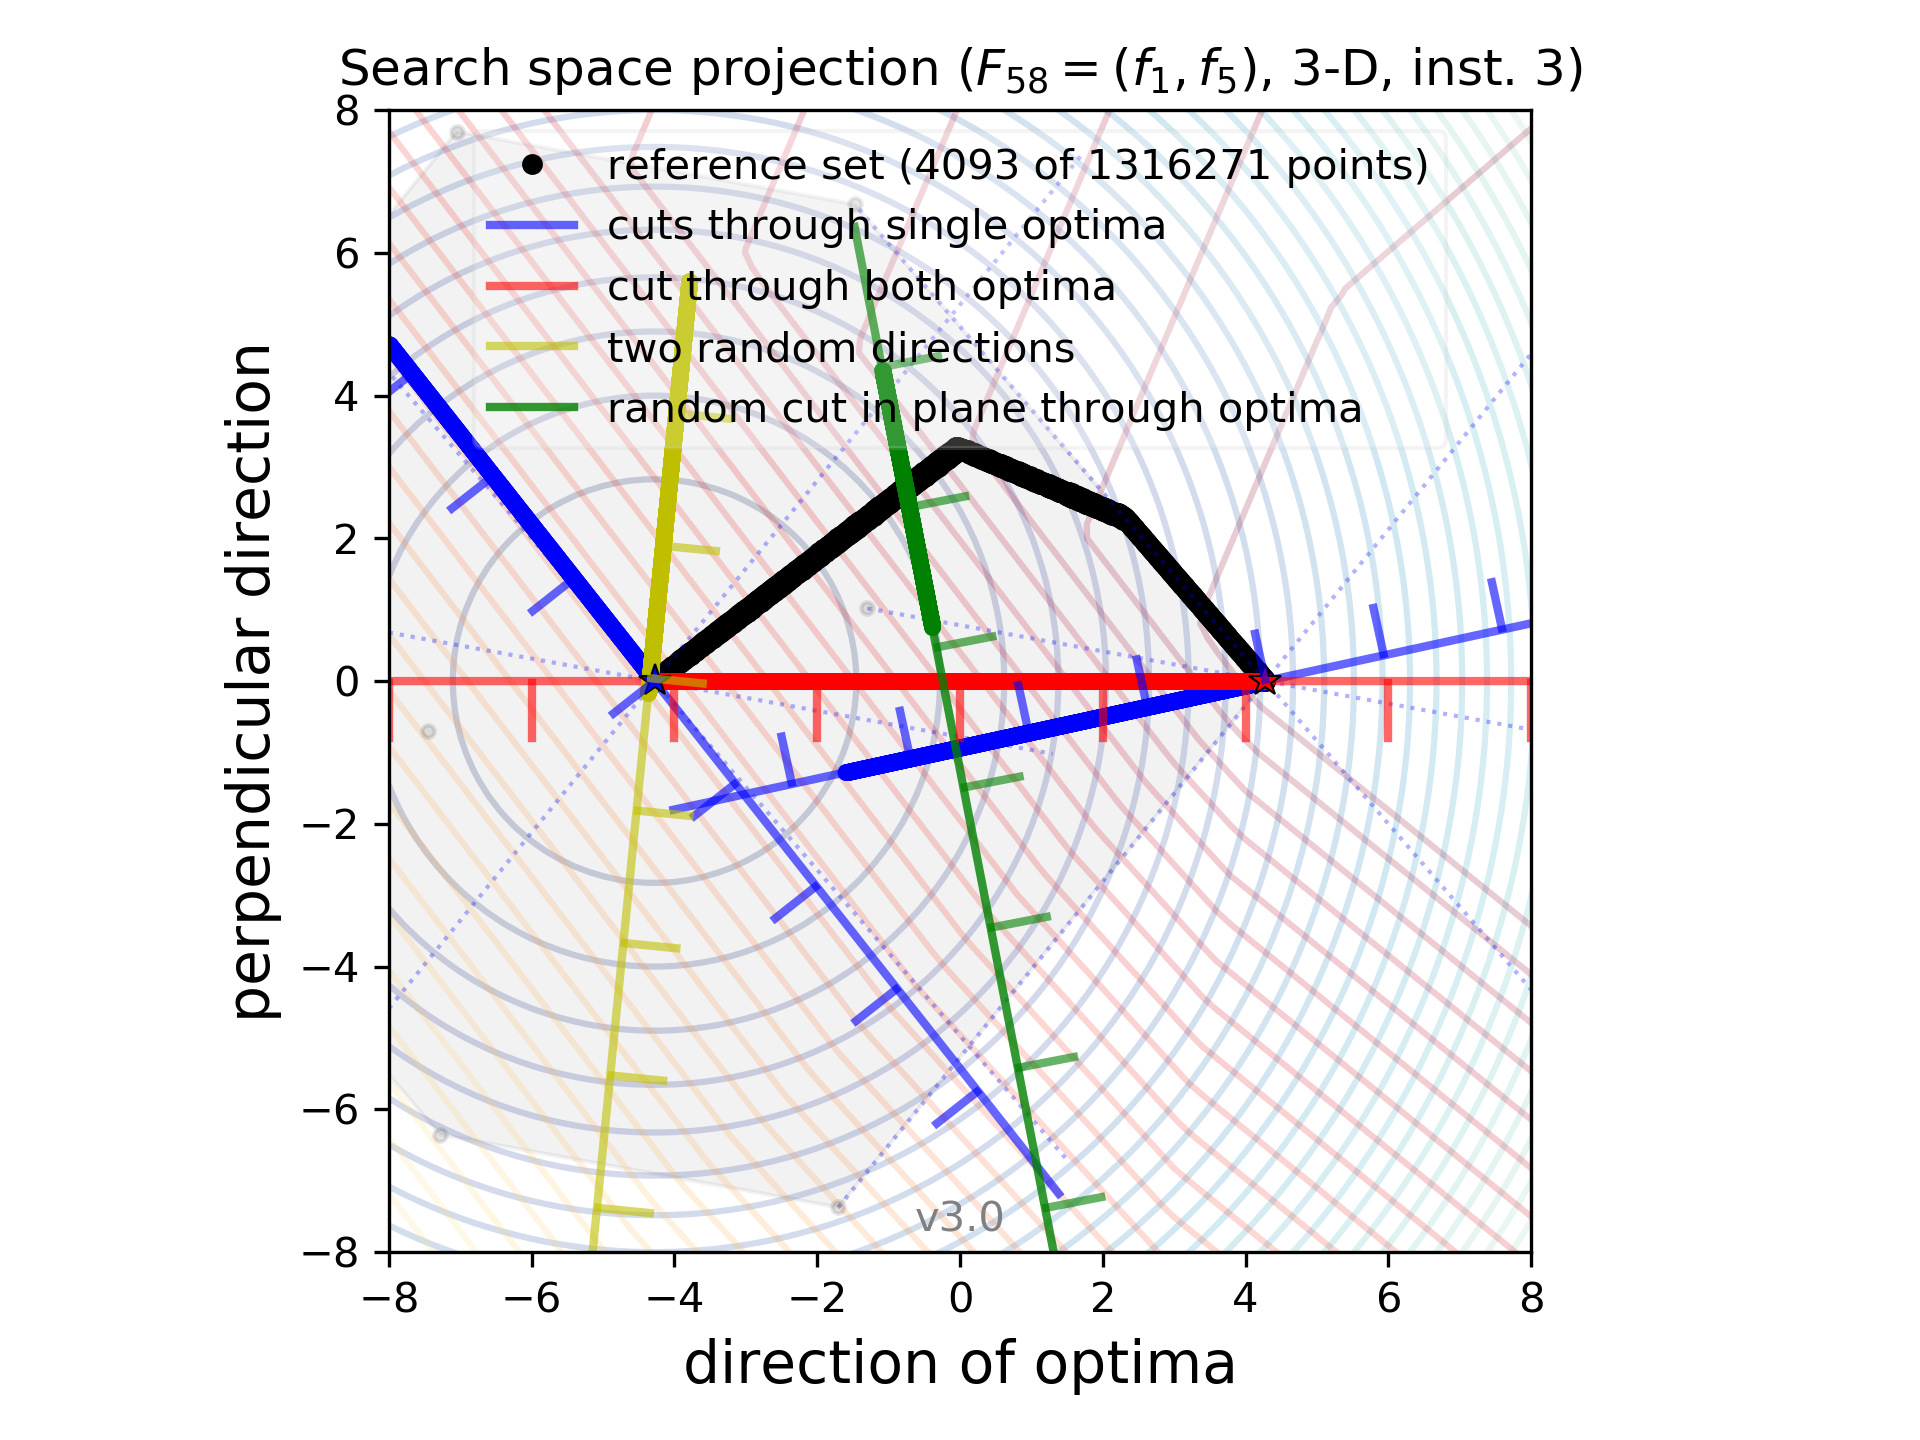 Search space projection (F₅₈ = (f₁, f₅), 3-D, inst. 3)
reference set (4093 of 1316271 points)
cuts through single optima
cut through both optima
two random directions
random cut in plane through optima
perpendicular direction
8
6
4
2
0
−2
−4
−6
−8
v3.0
−8 −6 −4 −2 0 2 4 6 8
direction of optima